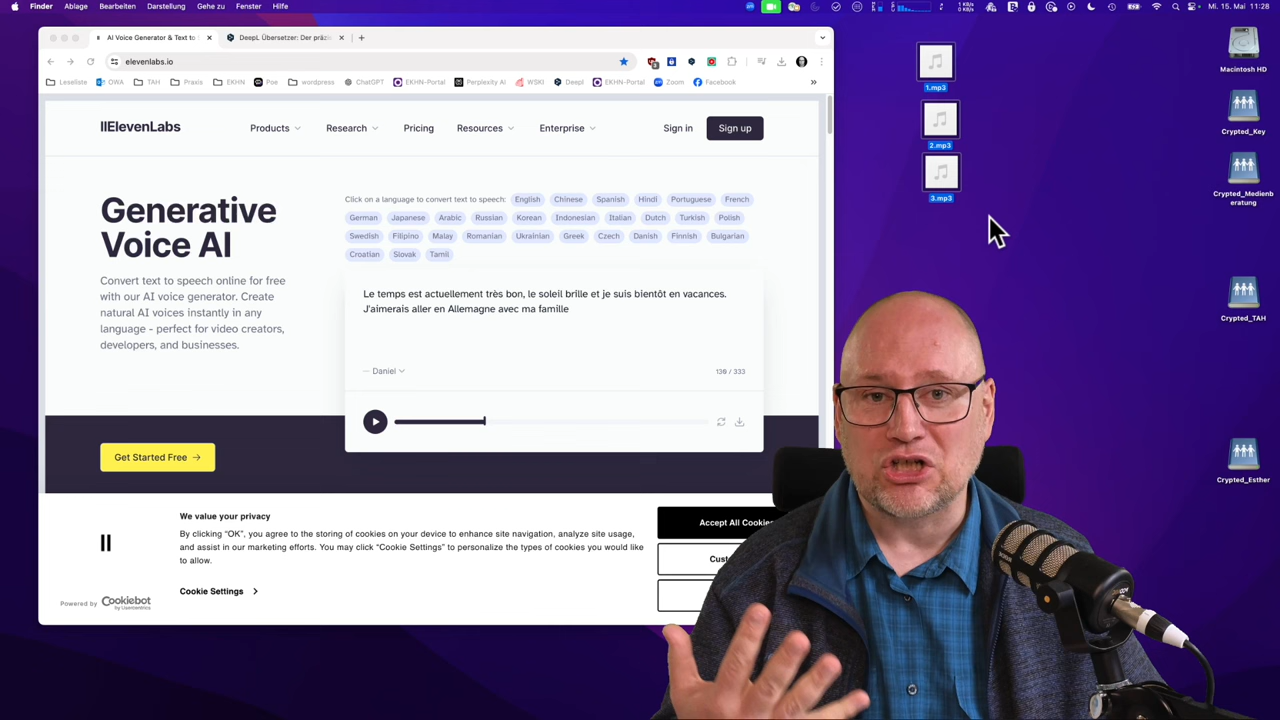 Finder Ablage Bearbeiten Darstellung Gehe zu Fenster Hilfe
1 KB/s
Mi. 15. Mai 11:28
AI Voice Generator & Text to
DeepL Übersetzer: Der präzi
elevenlabs.io
Leseliste OWA TAH Praxis EKHN Poe wordpress ChatGPT EKHN-Portal Perplexity AI WSKI Deepl EKHN-Portal Zoom Facebook »
IIElevenLabs
Products Research Pricing Resources Enterprise Sign in Sign up
Generative
Voice AI
Convert text to speech online for free
with our AI voice generator. Create
natural AI voices instantly in any
language - perfect for video creators,
developers, and businesses.
Get Started Free →
Click on a language to convert text to speech: English Chinese Spanish Hindi Portuguese French
German Japanese Arabic Russian Korean Indonesian Italian Dutch Turkish Polish
Swedish Filipino Malay Romanian Ukrainian Greek Czech Danish Finnish Bulgarian
Croatian Slovak Tamil
Le temps est actuellement très bon, le soleil brille et je suis bientôt en vacances.
J'aimerais aller en Allemagne avec ma famille
Daniel
130 / 333
We value your privacy
By clicking “OK”, you agree to the storing of cookies on your device to enhance site navigation, analyze site usage,
and assist in our marketing efforts. You may click “Cookie Settings” to personalize the types of cookies you would like
to allow.
Cookie Settings
Powered by Cookiebot
by Usercentrics
Accept All Cookies
Cust
1.mp3
2.mp3
3.mp3
Macintosh HD
Crypted_Key
Crypted_Medienb
eratung
Crypted_TAH
Crypted_Esther